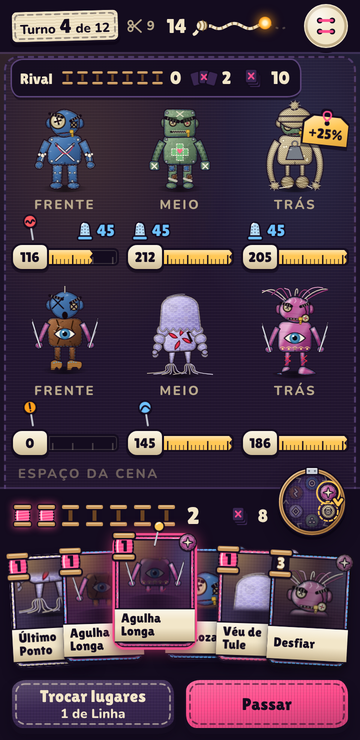 Turno 4 de 12
9
14
Rival
0
2
10
+25%
FRENTE
MEIO
TRÁS
45
45
45
116
212
205
FRENTE
MEIO
TRÁS
0
145
186
ESPAÇO DA CENA
2
8
1
1
1
1
3
Último
Ponto
Agulha
Longa
Agulha
Longa
Véu de
Tule
Desfiar
Trocar lugares
1 de Linha
Passar